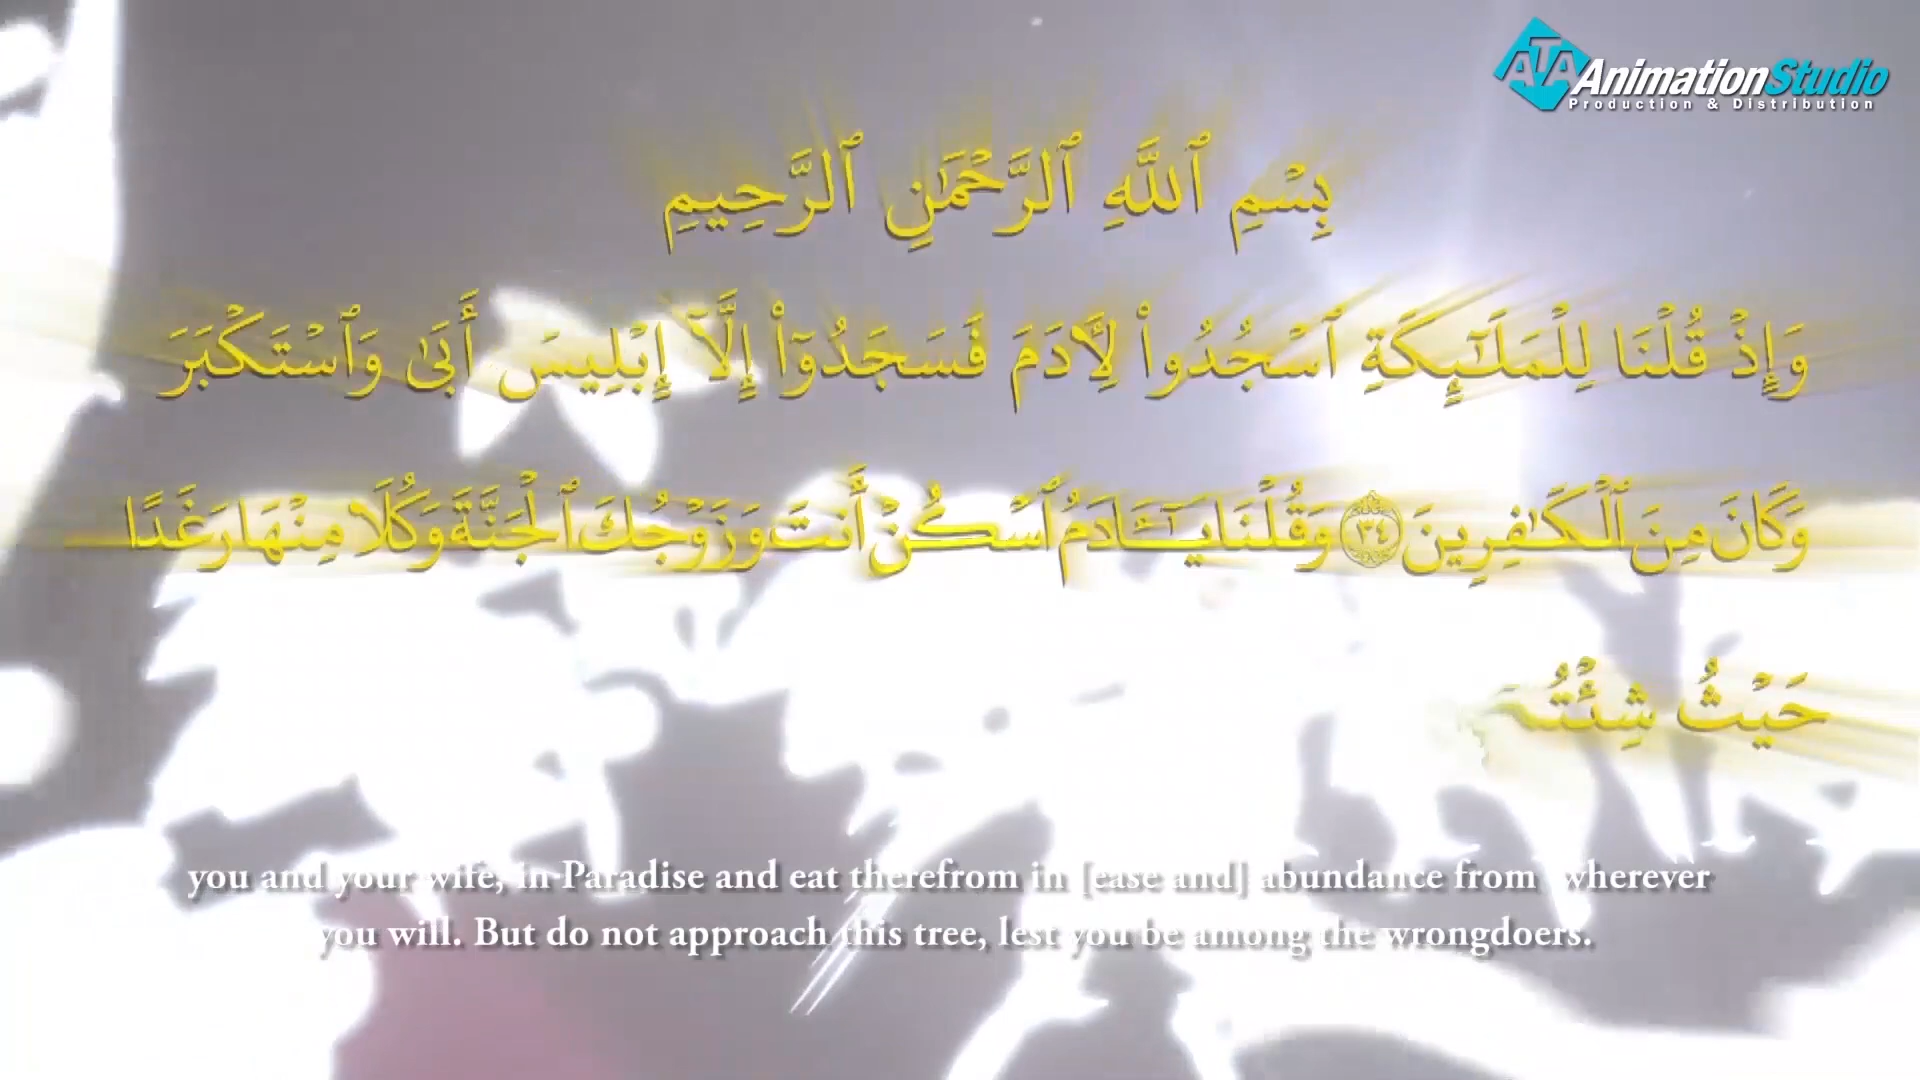 ATA AnimationStudio
Production & Distribution
بِسْمِ ٱللَّهِ ٱلرَّحْمَٰنِ ٱلرَّحِيمِ
وَإِذْ قُلْنَا لِلْمَلَٰٓئِكَةِ ٱسْجُدُوا۟ لِأَدَمَ فَسَجَدُوٓا۟ إِلَّآ إِبْلِيسَ أَبَىٰ وَٱسْتَكْبَرَ
وَكَانَ مِنَ ٱلْكَٰفِرِينَ ٣٤ وَقُلْنَا يَٰٓـَٔادَمُ ٱسْكُنْ أَنتَ وَزَوْجُكَ ٱلْجَنَّةَ وَكُلَا مِنْهَا رَغَدًا
حَيْثُ
you and your wife, in Paradise and eat therefrom in [ease and] abundance from wherever
you will. But do not approach this tree, lest you be among the wrongdoers.